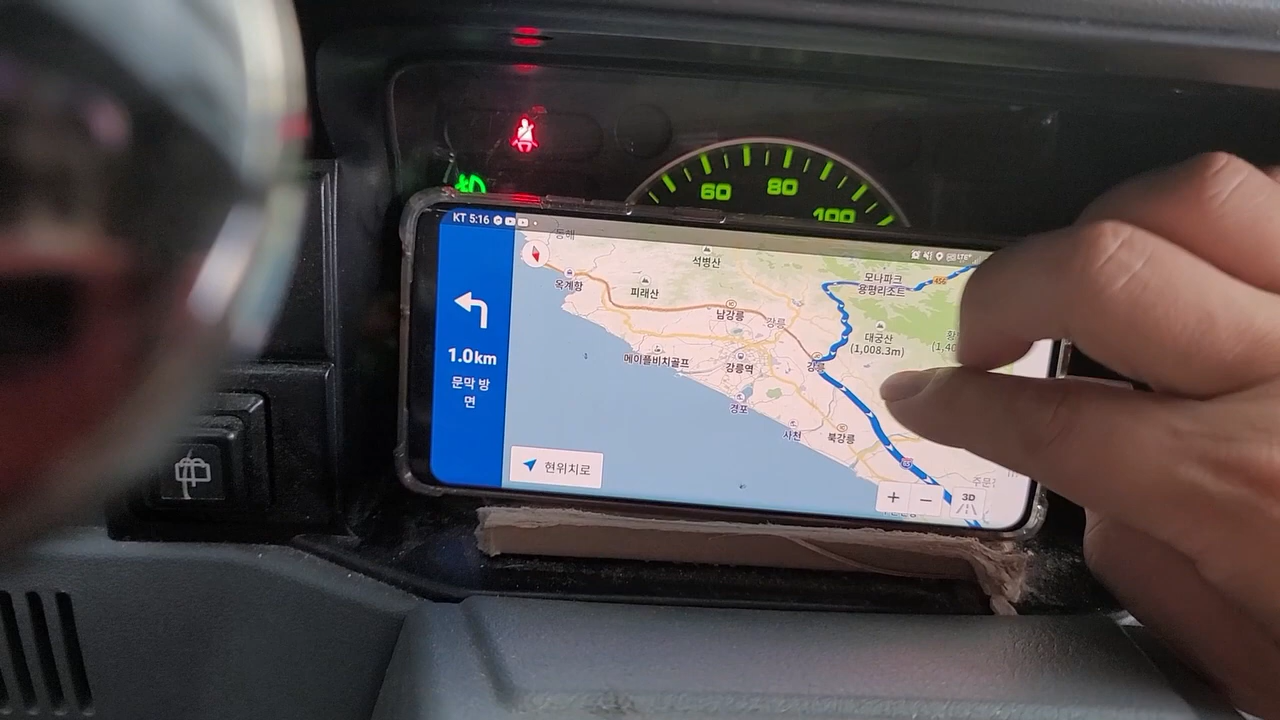 60
80
100
KT 5:16
LTE+
동해
석병산
모나파크
용평리조트
456
옥계항
피래산
남강릉
강릉
대궁산
(1,008.3m)
1.0km
문막 방
면
메이플비치골프
강릉역
강릉
경포
사천
북강릉
65
현위치로
+
−
3D